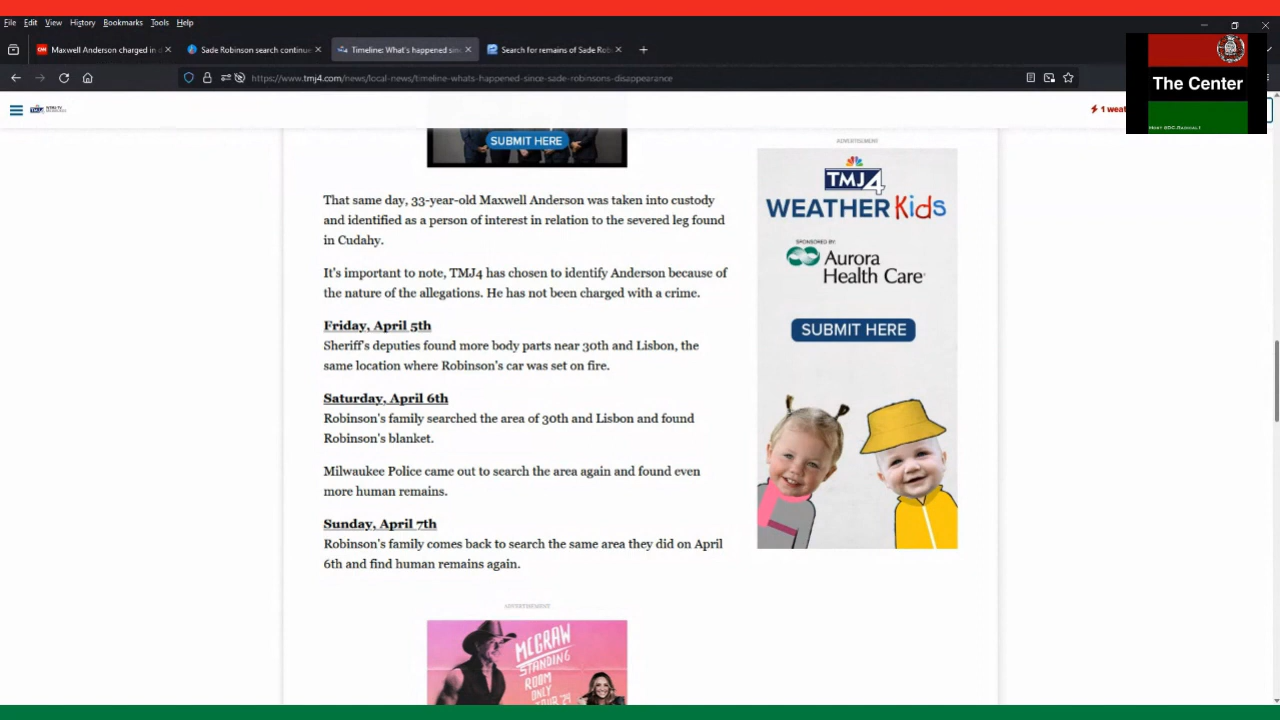 File Edit View History Bookmarks Tools Help
Maxwell Anderson charged in
Sade Robinson search continue
Timeline: What's happened sinc
Search for remains of Sade Rob
https://www.tmj4.com/news/local-news/timeline-whats-happened-since-sade-robinsons-disappearance
The Center
1 weat
SUBMIT HERE
That same day, 33-year-old Maxwell Anderson was taken into custody
and identified as a person of interest in relation to the severed leg found
in Cudahy.
It's important to note, TMJ4 has chosen to identify Anderson because of
the nature of the allegations. He has not been charged with a crime.
Friday, April 5th
Sheriff's deputies found more body parts near 30th and Lisbon, the
same location where Robinson's car was set on fire.
Saturday, April 6th
Robinson's family searched the area of 30th and Lisbon and found
Robinson's blanket.
Milwaukee Police came out to search the area again and found even
more human remains.
Sunday, April 7th
Robinson's family comes back to search the same area they did on April
6th and find human remains again.
ADVERTISEMENT
MCGRAW
STANDING
ROOM
ONLY
ADVERTISEMENT
TMJ4
WEATHER Kids
SPONSORED BY:
Aurora
Health Care
SUBMIT HERE